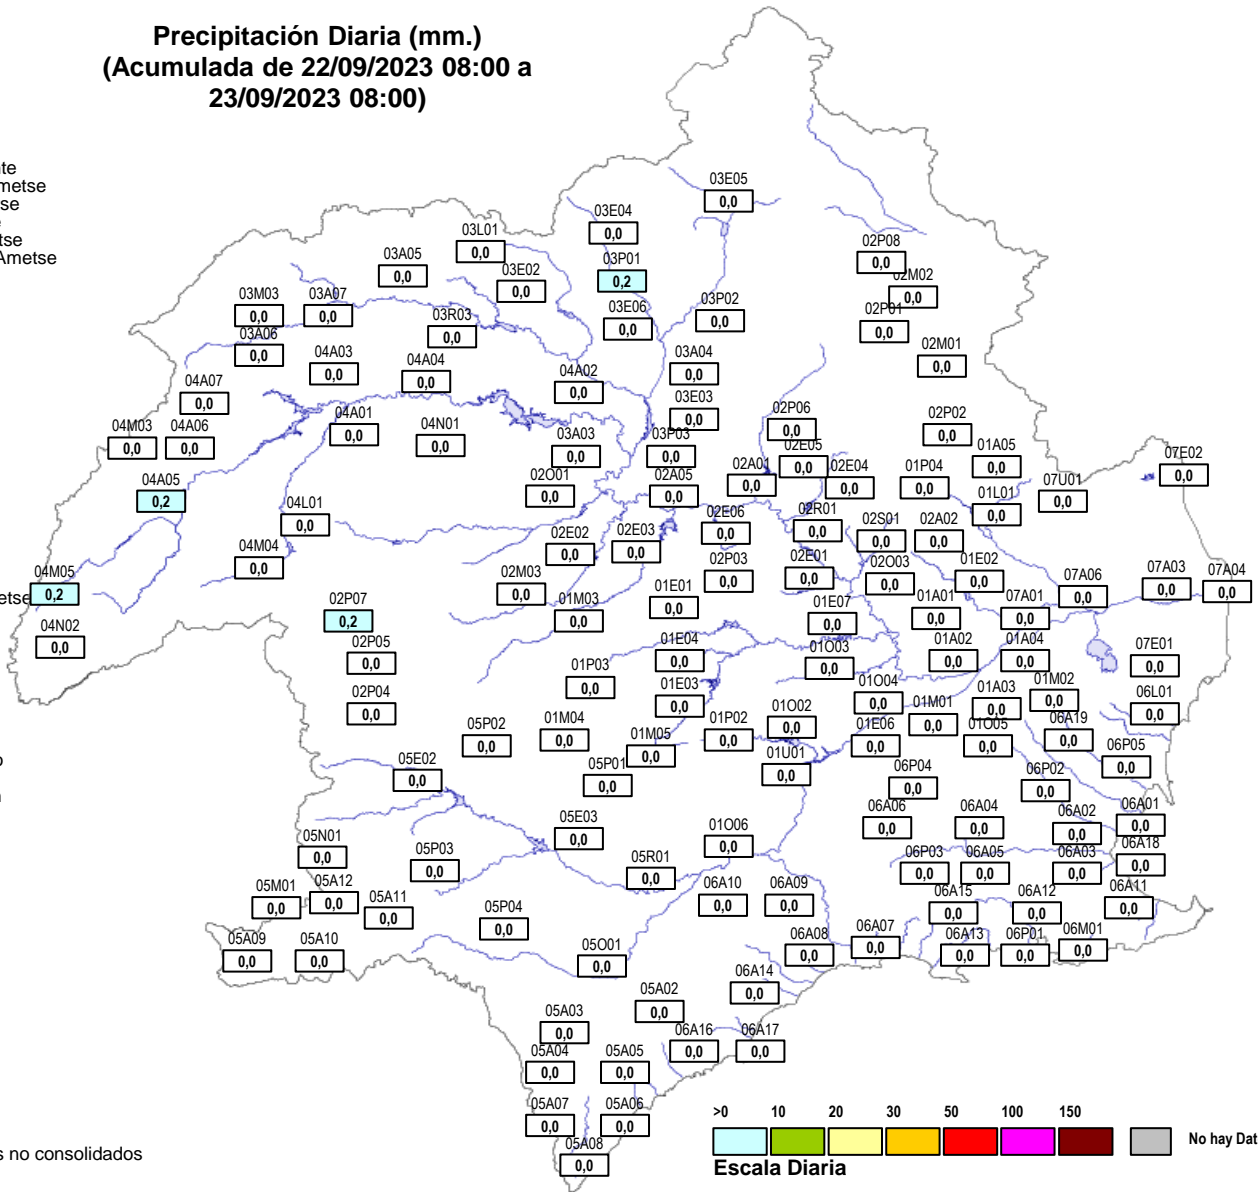 Precipitación Diaria (mm.)
(Acumulada de 22/09/2023 08:00 a
23/09/2023 08:00)
03E05
0,0
03E04
0,0
03L01
0,0
03P01
0,2
02P08
0,0
03A05
0,0
03E02
0,0
02M02
0,0
03M03
0,0
03A07
0,0
03E06
0,0
03P02
0,0
02P01
0,0
03R03
0,0
03A06
0,0
02M01
0,0
04A03
0,0
04A04
0,0
04A02
0,0
03A04
0,0
04A07
0,0
03E03
0,0
04M03
0,0
04A06
0,0
04A01
0,0
04N01
0,0
03A03
0,0
03P03
0,0
02P06
0,0
02P02
0,0
02E05
0,0
01A05
0,0
07E02
0,0
04A05
0,2
02O01
0,0
02A05
0,0
02A01
0,0
02E04
0,0
01P04
0,0
07U01
0,0
01L01
0,0
04L01
0,0
02E06
0,0
02R01
0,0
02S01
0,0
02A02
0,0
04M04
0,0
02E02
0,0
02E03
0,0
04M05
0,2
02M03
0,0
02P03
0,0
02E01
0,0
02O03
0,0
01E02
0,0
07A06
0,0
07A03
0,0
07A04
0,0
02P07
0,2
01M03
0,0
01E01
0,0
01E07
0,0
01A01
0,0
07A01
0,0
04N02
0,0
02P05
0,0
01E04
0,0
01O03
0,0
01A02
0,0
01A04
0,0
07E01
0,0
01P03
0,0
01E03
0,0
01O04
0,0
01A03
0,0
01M02
0,0
06L01
0,0
02P04
0,0
05P02
0,0
01M04
0,0
01M05
0,0
01P02
0,0
01O02
0,0
01E06
0,0
01M01
0,0
01O05
0,0
06A19
0,0
06P05
0,0
05E02
0,0
05P01
0,0
01U01
0,0
06P04
0,0
06P02
0,0
05E03
0,0
01O06
0,0
06A06
0,0
06A04
0,0
06A02
0,0
06A01
0,0
05N01
0,0
05P03
0,0
05R01
0,0
06P03
0,0
06A05
0,0
06A03
0,0
06A18
0,0
05M01
0,0
05A12
0,0
05A11
0,0
06A10
0,0
06A09
0,0
06A15
0,0
06A12
0,0
06A11
0,0
05A09
0,0
05A10
0,0
05P04
0,0
05O01
0,0
06A08
0,0
06A07
0,0
06A13
0,0
06P01
0,0
06M01
0,0
06A14
0,0
05A02
0,0
05A03
0,0
06A16
0,0
06A17
0,0
05A04
0,0
05A05
0,0
05A07
0,0
05A06
0,0
05A08
0,0
s no consolidados
>0 10 20 30 50 100 150
No hay Dat
Escala Diaria